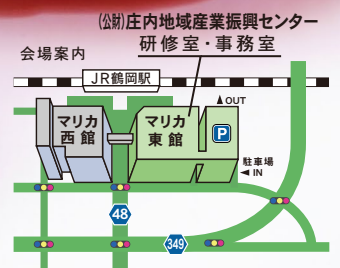 (公財)庄内地域産業振興センター
研修室・事務室
会場案内
JR鶴岡駅
▲OUT
マリカ
西館
マリカ
東館
P
駐車場
◀IN
48
349